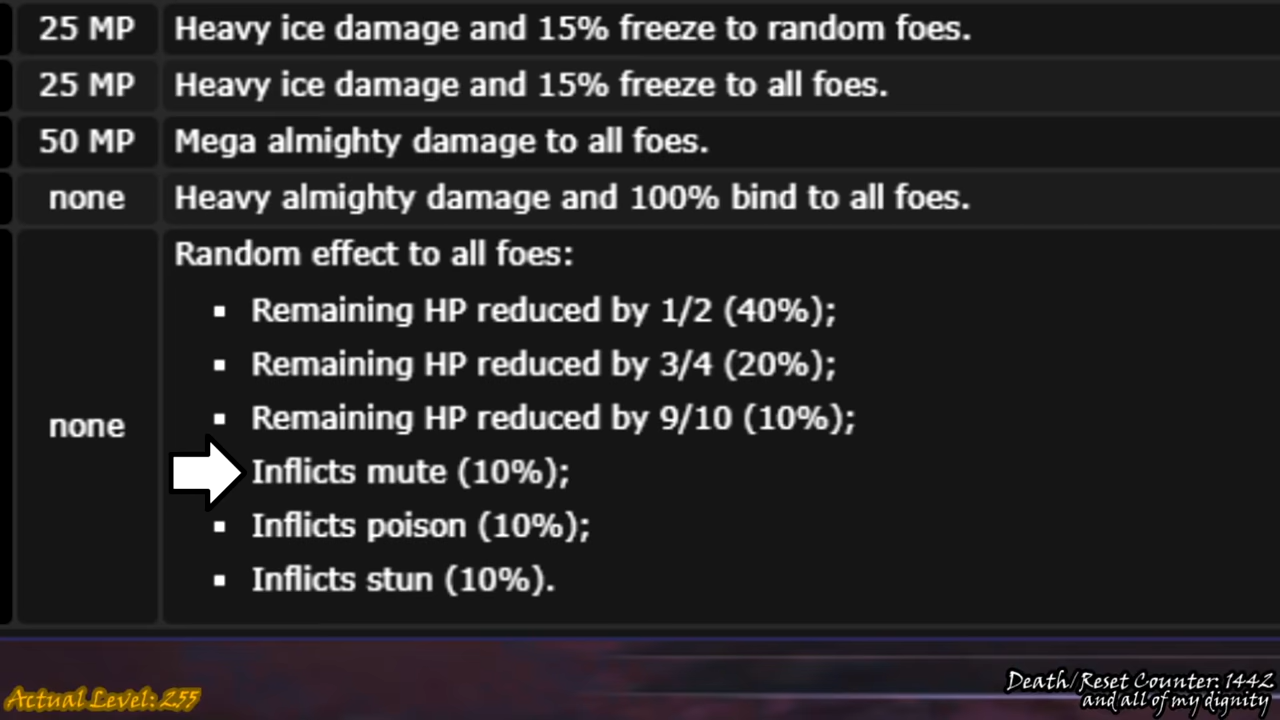 25 MP Heavy ice damage and 15% freeze to random foes.
25 MP Heavy ice damage and 15% freeze to all foes.
50 MP Mega almighty damage to all foes.
none Heavy almighty damage and 100% bind to all foes.
Random effect to all foes:
Remaining HP reduced by 1/2 (40%);
Remaining HP reduced by 3/4 (20%);
none
Remaining HP reduced by 9/10 (10%);
Inflicts mute (10%);
Inflicts poison (10%);
Inflicts stun (10%).
Actual Level: 255
Death/Reset Counter: 1442
and all of my dignity